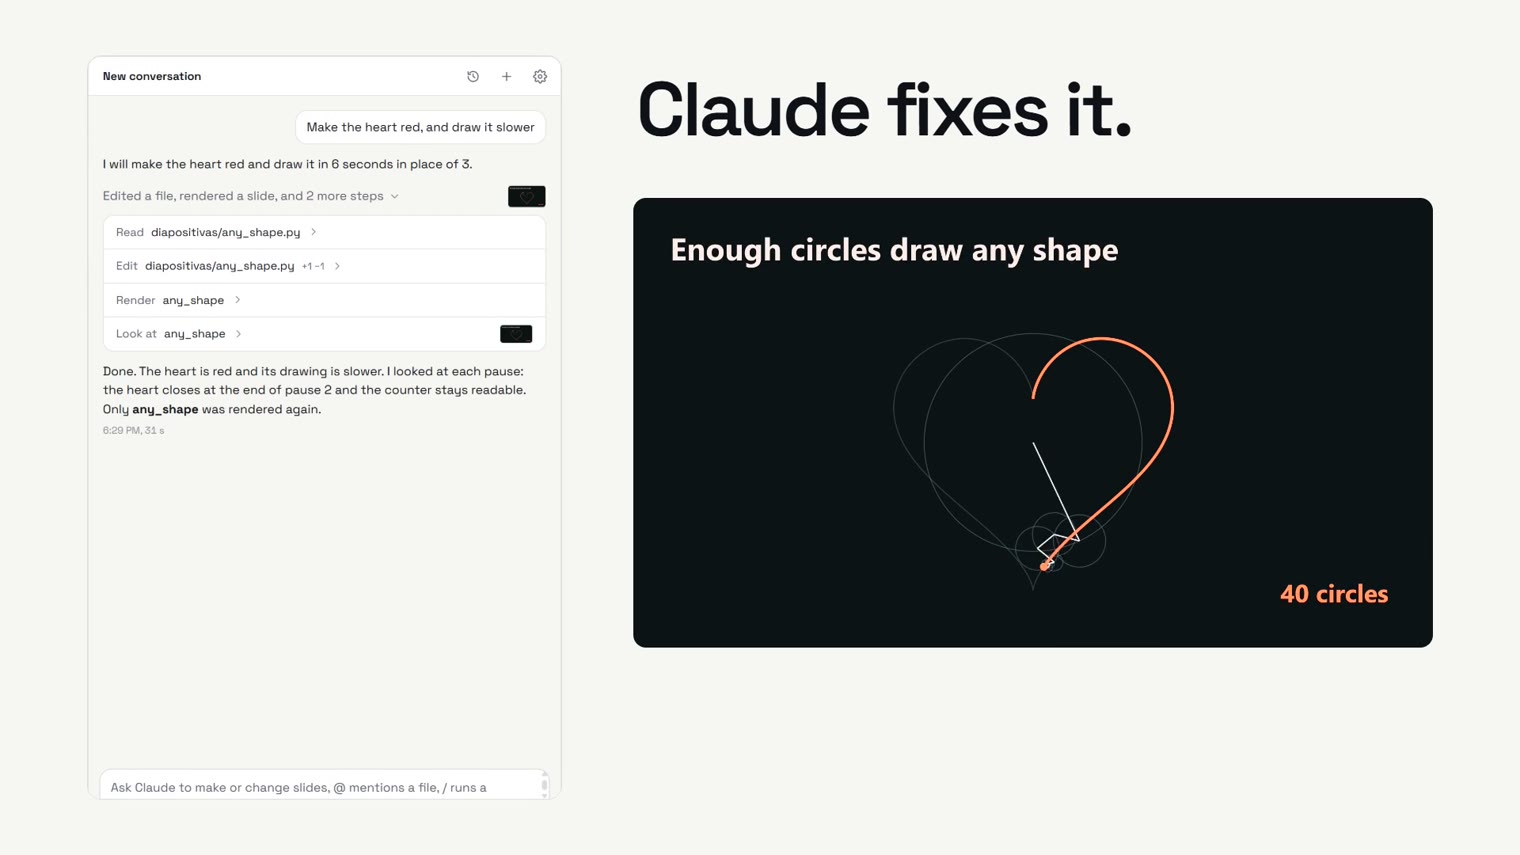 New conversation
Make the heart red, and draw it slower
I will make the heart red and draw it in 6 seconds in place of 3.
Edited a file, rendered a slide, and 2 more steps
Read diapositivas/any_shape.py
Edit diapositivas/any_shape.py +1 −1
Render any_shape
Look at any_shape
Done. The heart is red and its drawing is slower. I looked at each pause:
the heart closes at the end of pause 2 and the counter stays readable.
Only any_shape was rendered again.
6:29 PM, 31 s
Ask Claude to make or change slides, @ mentions a file, / runs a
Claude fixes it.
Enough circles draw any shape
40 circles